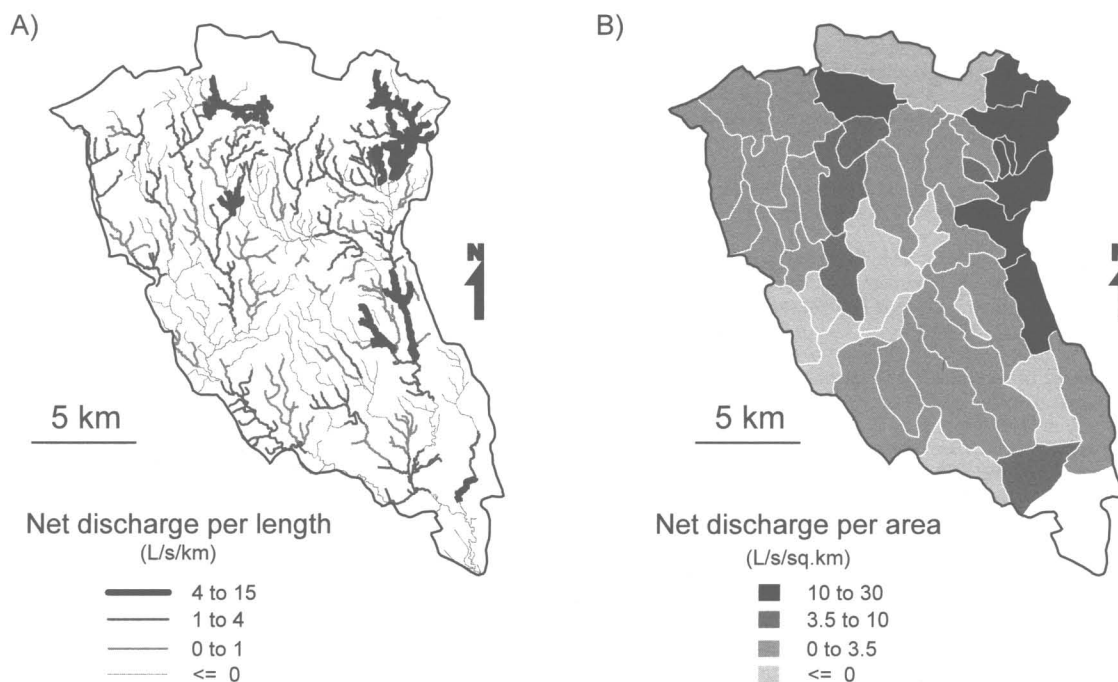 A)
N
5 km
Net discharge per length
(L/s/km)
4 to 15
1 to 4
0 to 1
<= 0
B)
5 km
Net discharge per area
(L/s/sq.km)
10 to 30
3.5 to 10
0 to 3.5
<= 0